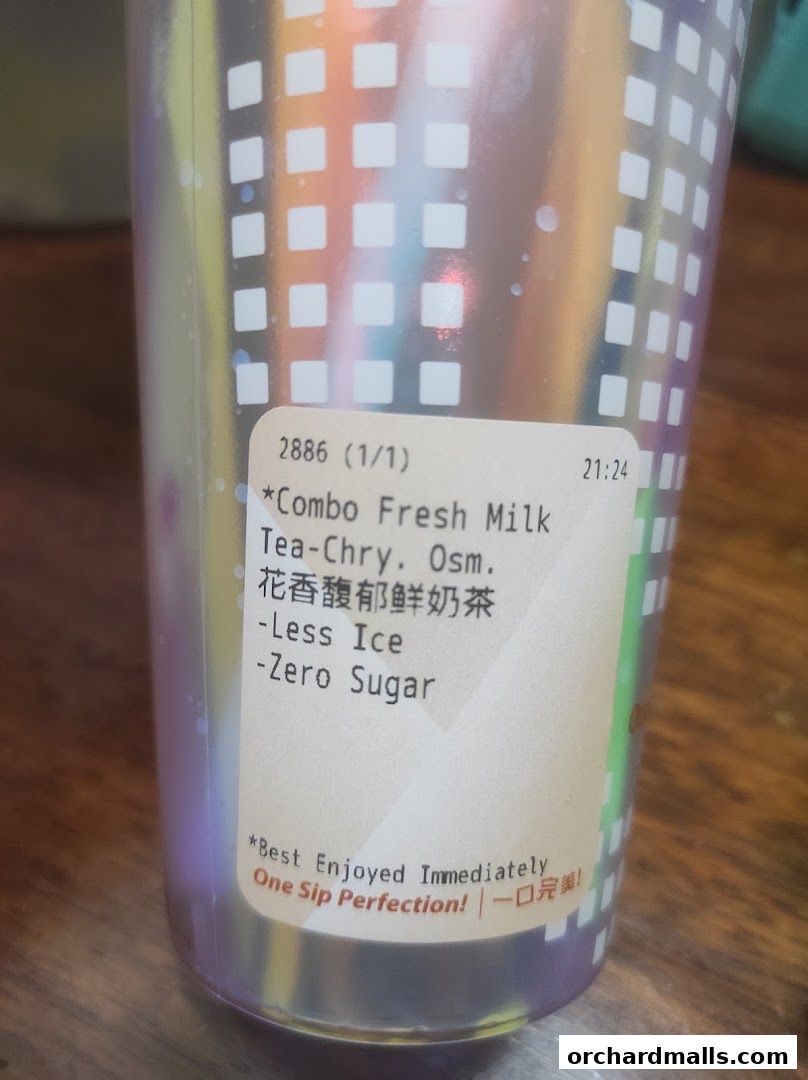 2886 (1/1) 21:24
*Combo Fresh Milk
Tea-Chry. Osm.
花香馥郁鲜奶茶
-Less Ice
-Zero Sugar
*Best Enjoyed Immediately
One Sip Perfection! | 一口完美!
orchardmalls.com